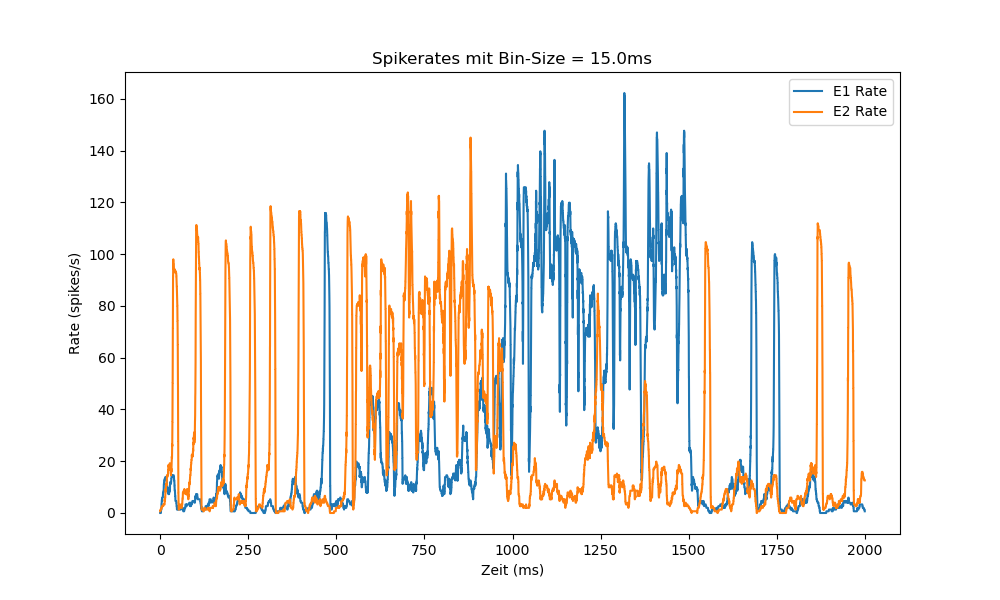 Spikerates mit Bin-Size = 15.0ms
E1 Rate
E2 Rate
160
140
120
100
80
60
40
20
0
Rate (spikes/s)
0 250 500 750 1000 1250 1500 1750 2000
Zeit (ms)